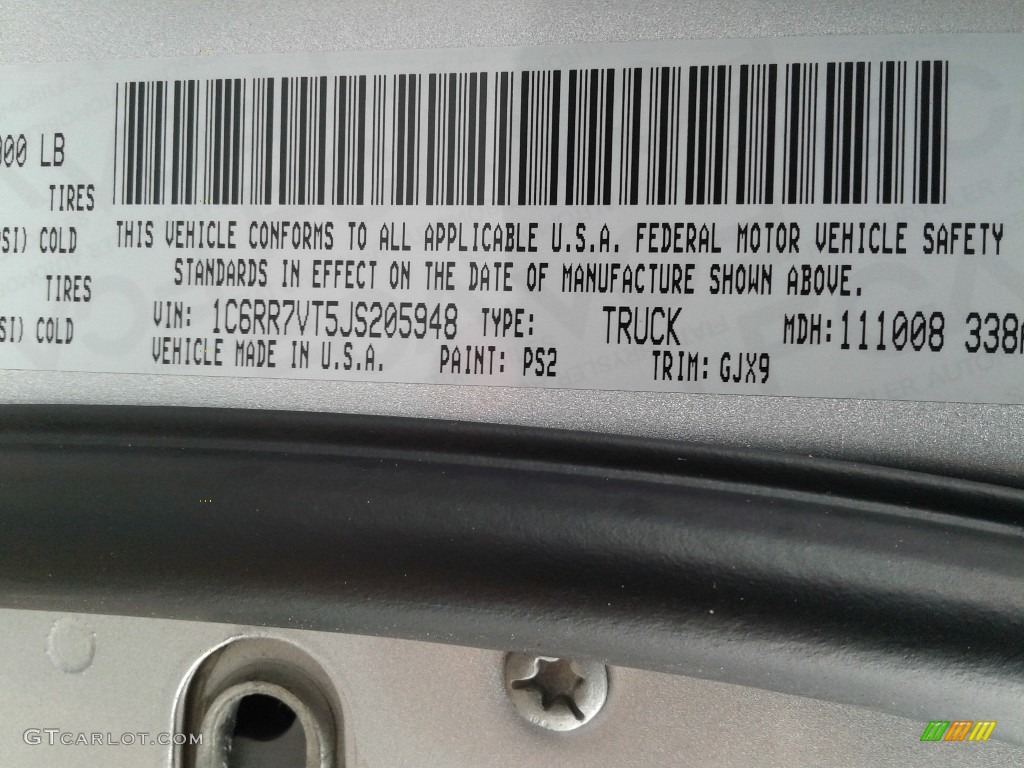 000 LB
TIRES
PSI) COLD
TIRES
SI) COLD
THIS VEHICLE CONFORMS TO ALL APPLICABLE U.S.A. FEDERAL MOTOR VEHICLE SAFETY
STANDARDS IN EFFECT ON THE DATE OF MANUFACTURE SHOWN ABOVE.
VIN: 1C6RR7VT5JS205948 TYPE: TRUCK MDH: 111008 338
VEHICLE MADE IN U.S.A. PAINT: PS2 TRIM: GJX9
GTCARLOT.COM